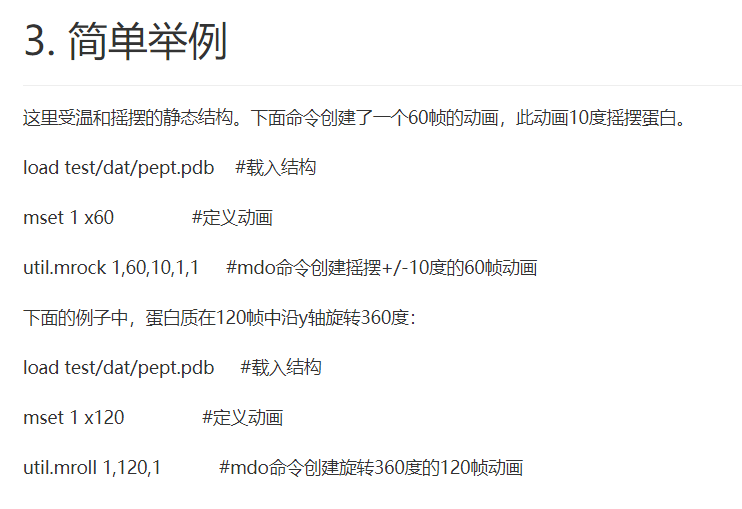 3. 简单举例
这里受温和摇摆的静态结构。下面命令创建了一个60帧的动画，此动画10度摇摆蛋白。
load test/dat/pept.pdb #载入结构
mset 1 x60 #定义动画
util.mrock 1,60,10,1,1 #mdo命令创建摇摆+/-10度的60帧动画
下面的例子中，蛋白质在120帧中沿y轴旋转360度：
load test/dat/pept.pdb #载入结构
mset 1 x120 #定义动画
util.mroll 1,120,1 #mdo命令创建旋转360度的120帧动画